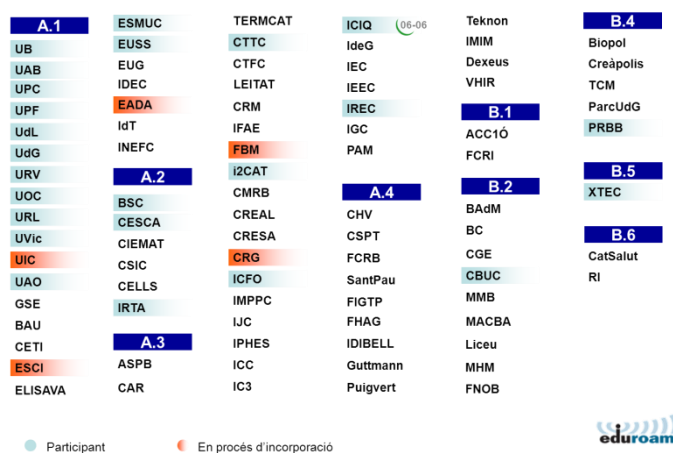 A.1
UB
UAB
UPC
UPF
UdL
UdG
URV
UOC
URL
UVic
UIC
UAO
GSE
BAU
CETI
ESCI
ELISAVA
ESMUC
EUSS
EUG
IDEC
EADA
IdT
INEFC
A.2
BSC
CESCA
CIEMAT
CSIC
CELLS
IRTA
A.3
ASPB
CAR
TERMCAT
CTTC
CTFC
LEITAT
CRM
IFAE
FBM
i2CAT
CMRB
CREAL
CRESA
CRG
ICFO
IMPPC
IJC
IPHES
ICC
IC3
ICIQ 06-06
IdeG
IEC
IEEC
IREC
IGC
PAM
A.4
CHV
CSPT
FCRB
SantPau
FIGTP
FHAG
IDIBELL
Guttmann
Puigvert
Teknon
IMIM
Dexeus
VHIR
B.1
ACC1Ó
FCRI
B.2
BAdM
BC
CGE
CBUC
MMB
MACBA
Liceu
MHM
FNOB
B.4
Biopol
Creàpolis
TCM
ParcUdG
PRBB
B.5
XTEC
B.6
CatSalut
RI
Participant
En procés d'incorporació
eduroam